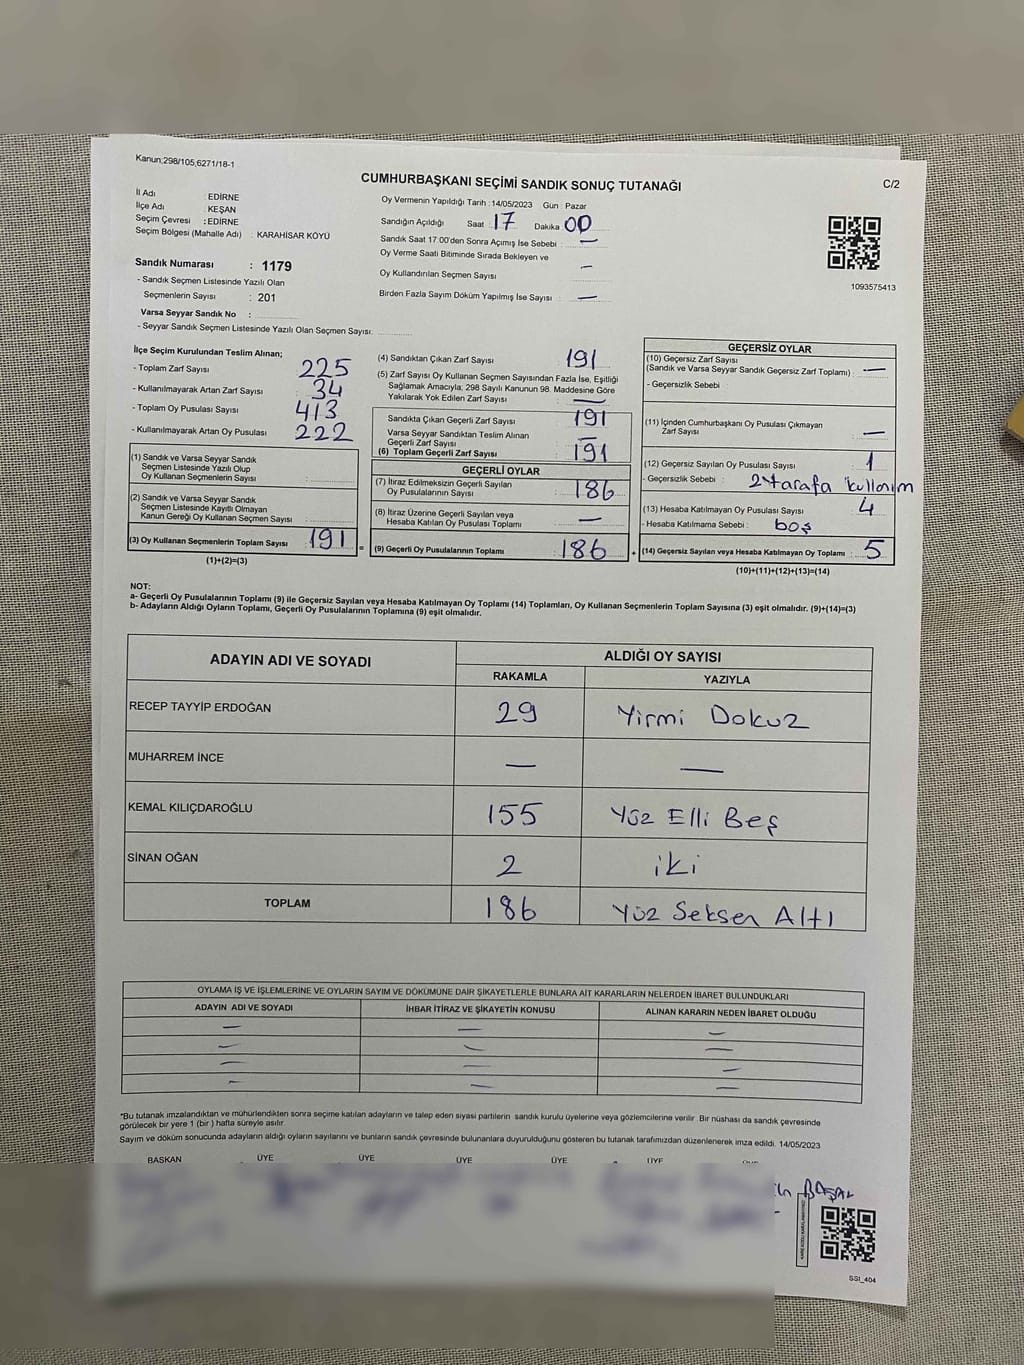 Kanun:298/105,6271/18-1
CUMHURBAŞKANI SEÇİMİ SANDIK SONUÇ TUTANAĞI
C/2
İl Adı : EDİRNE
İlçe Adı : KEŞAN
Seçim Çevresi : EDİRNE
Seçim Bölgesi (Mahalle Adı) : KARAHİSAR KÖYÜ
Sandık Numarası : 1179
- Sandık Seçmen Listesinde Yazılı Olan
Seçmenlerin Sayısı : 201
Varsa Seyyar Sandık No :
- Seyyar Sandık Seçmen Listesinde Yazılı Olan Seçmen Sayısı:
Oy Vermenin Yapıldığı Tarih :14/05/2023 Gün : Pazar
Sandığın Açıldığı Saat 17 Dakika 00
Sandık Saat 17.00'den Sonra Açımış İse Sebebi : —
Oy Verme Saati Bitiminde Sırada Bekleyen ve
Oy Kullandırılan Seçmen Sayısı —
Birden Fazla Sayım Döküm Yapılmış İse Sayısı : —
1093575413
İlçe Seçim Kurulundan Teslim Alınan;
- Toplam Zarf Sayısı : 225
- Kullanılmayarak Artan Zarf Sayısı : 34
- Toplam Oy Pusulası Sayısı : 413
- Kullanılmayarak Artan Oy Pusulası : 222
(1) Sandık ve Varsa Seyyar Sandık
Seçmen Listesinde Yazılı Olup
Oy Kullanan Seçmenlerin Sayısı :
(2) Sandık ve Varsa Seyyar Sandık
Seçmen Listesinde Kayıtlı Olmayan
Kanun Gereği Oy Kullanan Seçmen Sayısı :
(3) Oy Kullanan Seçmenlerin Toplam Sayısı : 191 =
(1)+(2)=(3)
(4) Sandıktan Çıkan Zarf Sayısı : 191
(5) Zarf Sayısı Oy Kullanan Seçmen Sayısından Fazla İse, Eşitliği
Sağlamak Amacıyla, 298 Sayılı Kanunun 98. Maddesine Göre
Yakılarak Yok Edilen Zarf Sayısı : —
Sandıkta Çıkan Geçerli Zarf Sayısı : 191
Varsa Seyyar Sandıktan Teslim Alınan
Geçerli Zarf Sayısı : —
(6) Toplam Geçerli Zarf Sayısı : 191
GEÇERLİ OYLAR
(7) İtiraz Edilmeksizin Geçerli Sayılan
Oy Pusulalarının Sayısı : 186
(8) İtiraz Üzerine Geçerli Sayılan veya
Hesaba Katılan Oy Pusulası Toplamı : —
(9) Geçerli Oy Pusulalarının Toplamı : 186 +
GEÇERSİZ OYLAR
(10) Geçersiz Zarf Sayısı
(Sandık ve Varsa Seyyar Sandık Geçersiz Zarf Toplamı) : —
- Geçersizlik Sebebi :
(11) İçinden Cumhurbaşkanı Oy Pusulası Çıkmayan
Zarf Sayısı : —
(12) Geçersiz Sayılan Oy Pusulası Sayısı : 1
- Geçersizlik Sebebi : 2 tarafa kullanım
(13) Hesaba Katılmayan Oy Pusulası Sayısı : 4
- Hesaba Katılmama Sebebi : boş
(14) Geçersiz Sayılan veya Hesaba Katılmayan Oy Toplamı : 5
(10)+(11)+(12)+(13)=(14)
NOT:
a- Geçerli Oy Pusulalarının Toplamı (9) ile Geçersiz Sayılan veya Hesaba Katılmayan Oy Toplamı (14) Toplamları, Oy Kullanan Seçmenlerin Toplam Sayısına (3) eşit olmalıdır. (9)+(14)=(3)
b- Adayların Aldığı Oyların Toplamı, Geçerli Oy Pusulalarının Toplamına (9) eşit olmalıdır.
ADAYIN ADI VE SOYADI
ALDIĞI OY SAYISI
RAKAMLA YAZIYLA
RECEP TAYYİP ERDOĞAN 29 Yirmi Dokuz
MUHARREM İNCE — —
KEMAL KILIÇDAROĞLU 155 Yüz Elli Beş
SİNAN OĞAN 2 iki
TOPLAM 186 Yüz Seksen Altı
OYLAMA İŞ VE İŞLEMLERİNE VE OYLARIN SAYIM VE DÖKÜMÜNE DAİR ŞİKAYETLERLE BUNLARA AİT KARARLARIN NELERDEN İBARET BULUNDUKLARI
ADAYIN ADI VE SOYADI İHBAR İTİRAZ VE ŞİKAYETİN KONUSU ALINAN KARARIN NEDEN İBARET OLDUĞU
— — —
— — —
— — —
— — —
*Bu tutanak imzalandıktan ve mühürlendikten sonra seçime katılan adayların ve talep eden siyasi partilerin sandık kurulu üyelerine veya gözlemcilerine verilir. Bir nüshası da sandık çevresinde
görülecek bir yere 1 (bir ) hafta süreyle asılır.
Sayım ve döküm sonucunda adayların aldığı oyların sayılarını ve bunların sandık çevresinde bulunanlara duyurulduğunu gösteren bu tutanak tarafımızdan düzenlenerek imza edildi. 14/05/2023
BAŞKAN ÜYE ÜYE ÜYE ÜYE ÜYE ÜYE
BAŞAL
SSI_404